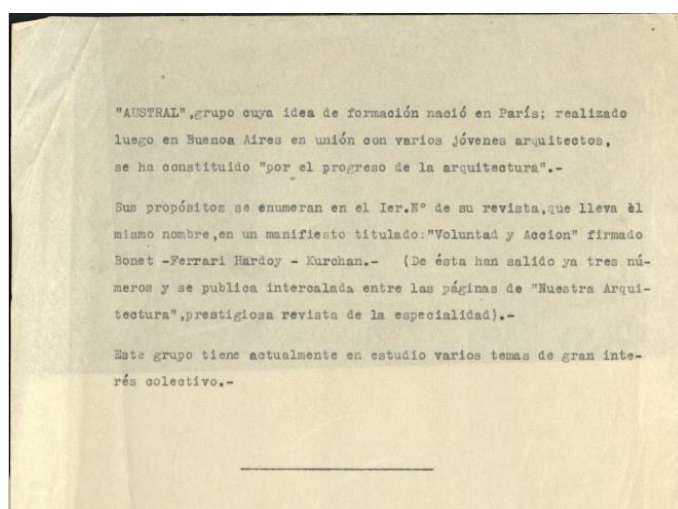 "AUSTRAL",grupo cuya idea de formación nació en París; realizado
luego en Buenoa Aires en unión con varios jóvenes arquitectos,
se ha constituido "por el progreso de la arquitectura".-
Sus propósitos se enumeran en el Ier.Nº de su revista,que lleva èl
mismo nombre,en un manifiesto titulado:"Voluntad y Accion" firmado
Bonet -Ferrari Hardoy - Kurchan.- (De ésta han salido ya tres nú-
meros y se publica intercalada entre las páginas de "Nuestra Arqui-
tectura",prestigiosa revista de la especialidad).-
Este grupo tiene actualmente en estudio varios temas de gran inte-
rés colectivo.-